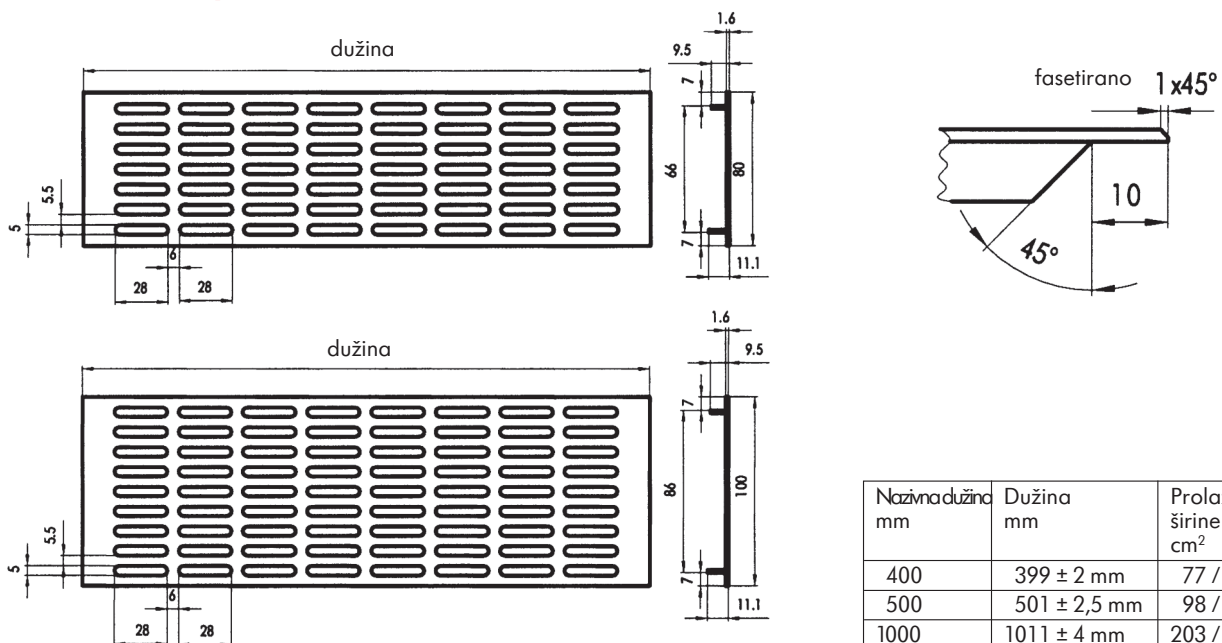 dužina
1.6
9.5
7
66
80
7
11.1
5.5
5
6
28 28
fasetirano 1x45°
10
45°
dužina
1.6
9.5
7
86
100
7
11.1
5.5
5
6
28 28
Nazivna dužina Dužina Prola
mm mm širine
cm²
400 399 ± 2 mm 77 /
500 501 ± 2,5 mm 98 /
1000 1011 ± 4 mm 203 /